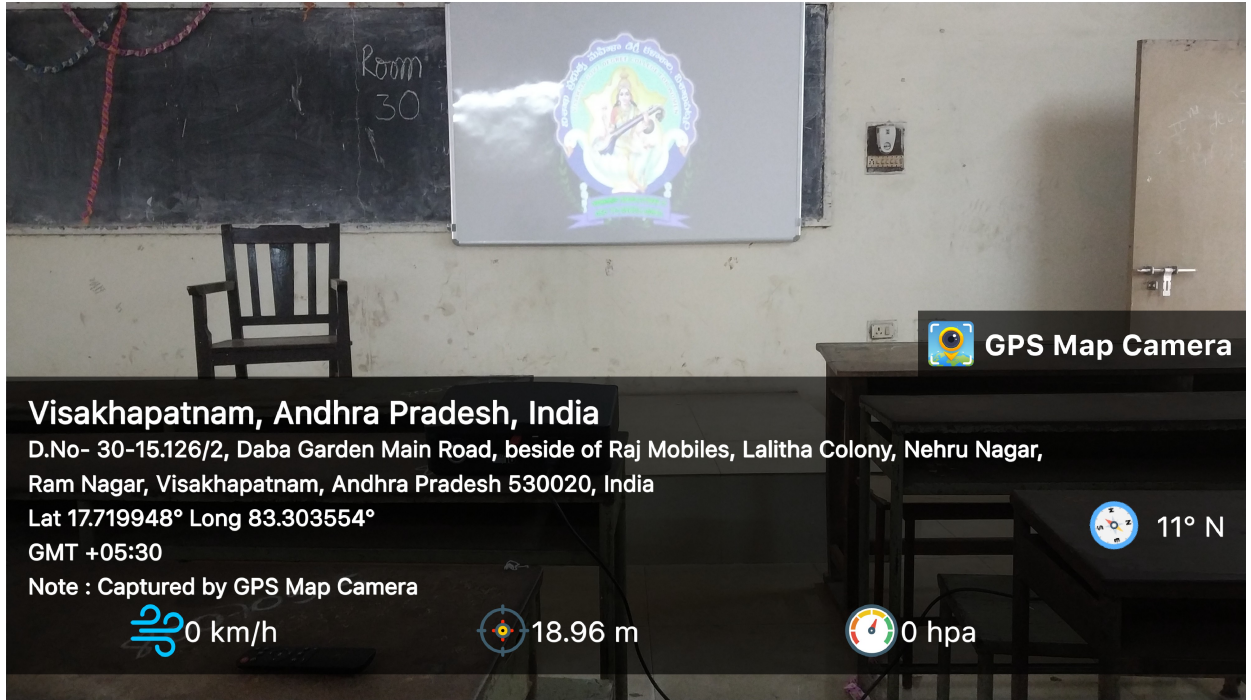 Room
30
GPS Map Camera
Visakhapatnam, Andhra Pradesh, India
D.No- 30-15.126/2, Daba Garden Main Road, beside of Raj Mobiles, Lalitha Colony, Nehru Nagar,
Ram Nagar, Visakhapatnam, Andhra Pradesh 530020, India
Lat 17.719948° Long 83.303554°
11° N
GMT +05:30
Note : Captured by GPS Map Camera
0 km/h
18.96 m
0 hpa